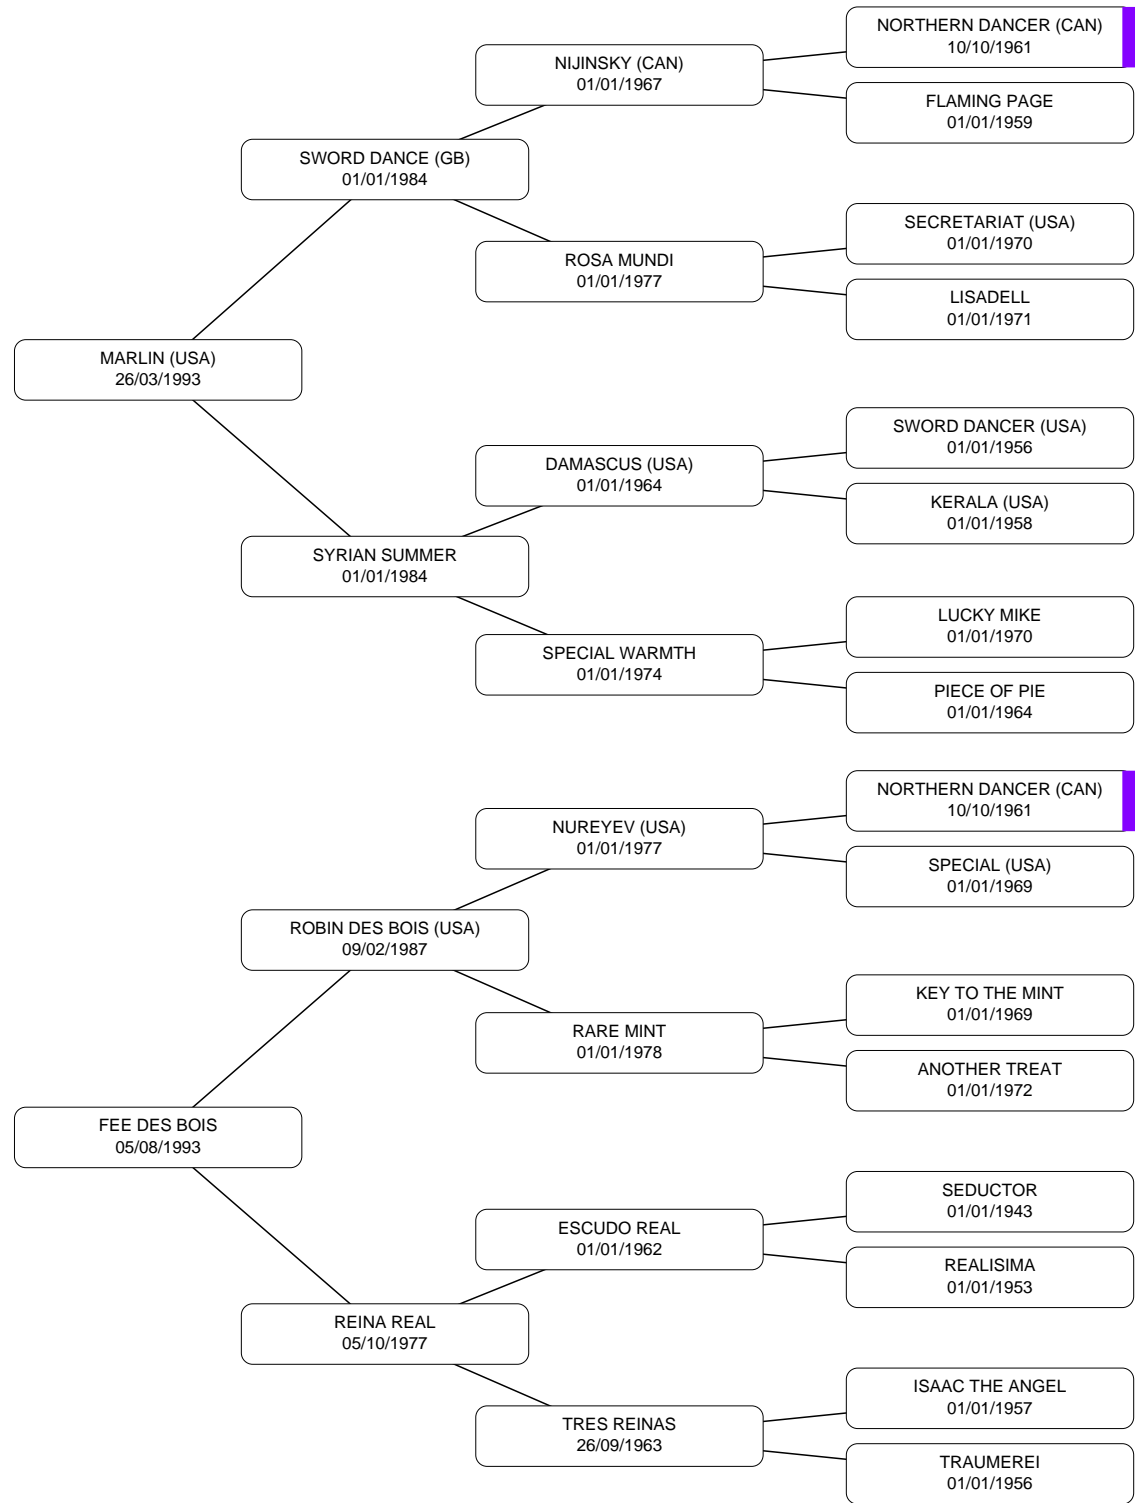 NORTHERN DANCER (CAN)
10/10/1961
NIJINSKY (CAN)
01/01/1967
FLAMING PAGE
01/01/1959
SWORD DANCE (GB)
01/01/1984
SECRETARIAT (USA)
01/01/1970
ROSA MUNDI
01/01/1977
LISADELL
01/01/1971
MARLIN (USA)
26/03/1993
SWORD DANCER (USA)
01/01/1956
DAMASCUS (USA)
01/01/1964
KERALA (USA)
01/01/1958
SYRIAN SUMMER
01/01/1984
LUCKY MIKE
01/01/1970
SPECIAL WARMTH
01/01/1974
PIECE OF PIE
01/01/1964
NORTHERN DANCER (CAN)
10/10/1961
NUREYEV (USA)
01/01/1977
SPECIAL (USA)
01/01/1969
ROBIN DES BOIS (USA)
09/02/1987
KEY TO THE MINT
01/01/1969
RARE MINT
01/01/1978
ANOTHER TREAT
01/01/1972
FEE DES BOIS
05/08/1993
SEDUCTOR
01/01/1943
ESCUDO REAL
01/01/1962
REALISIMA
01/01/1953
REINA REAL
05/10/1977
ISAAC THE ANGEL
01/01/1957
TRES REINAS
26/09/1963
TRAUMEREI
01/01/1956